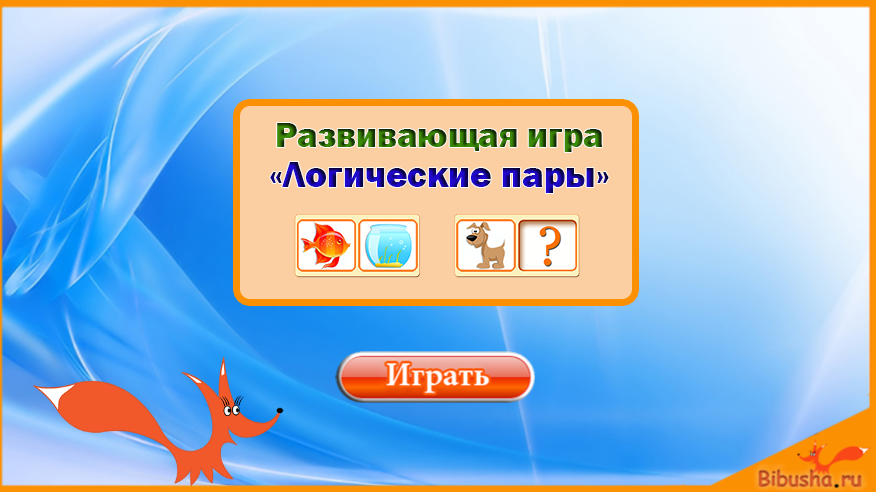 Развивающая игра
«Логические пары»
?
Играть
Bibusha.ru